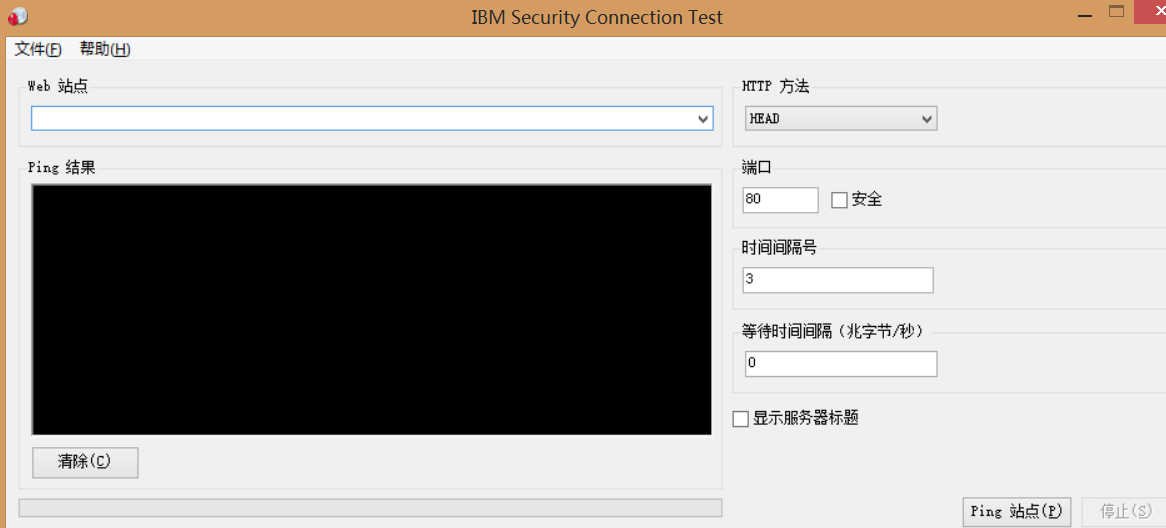 IBM Security Connection Test
文件(F) 帮助(H)
Web 站点
HTTP 方法
HEAD
Ping 结果
端口
80 安全
时间间隔号
3
等待时间间隔（兆字节/秒）
0
显示服务器标题
清除(C)
Ping 站点(P) 停止(S)